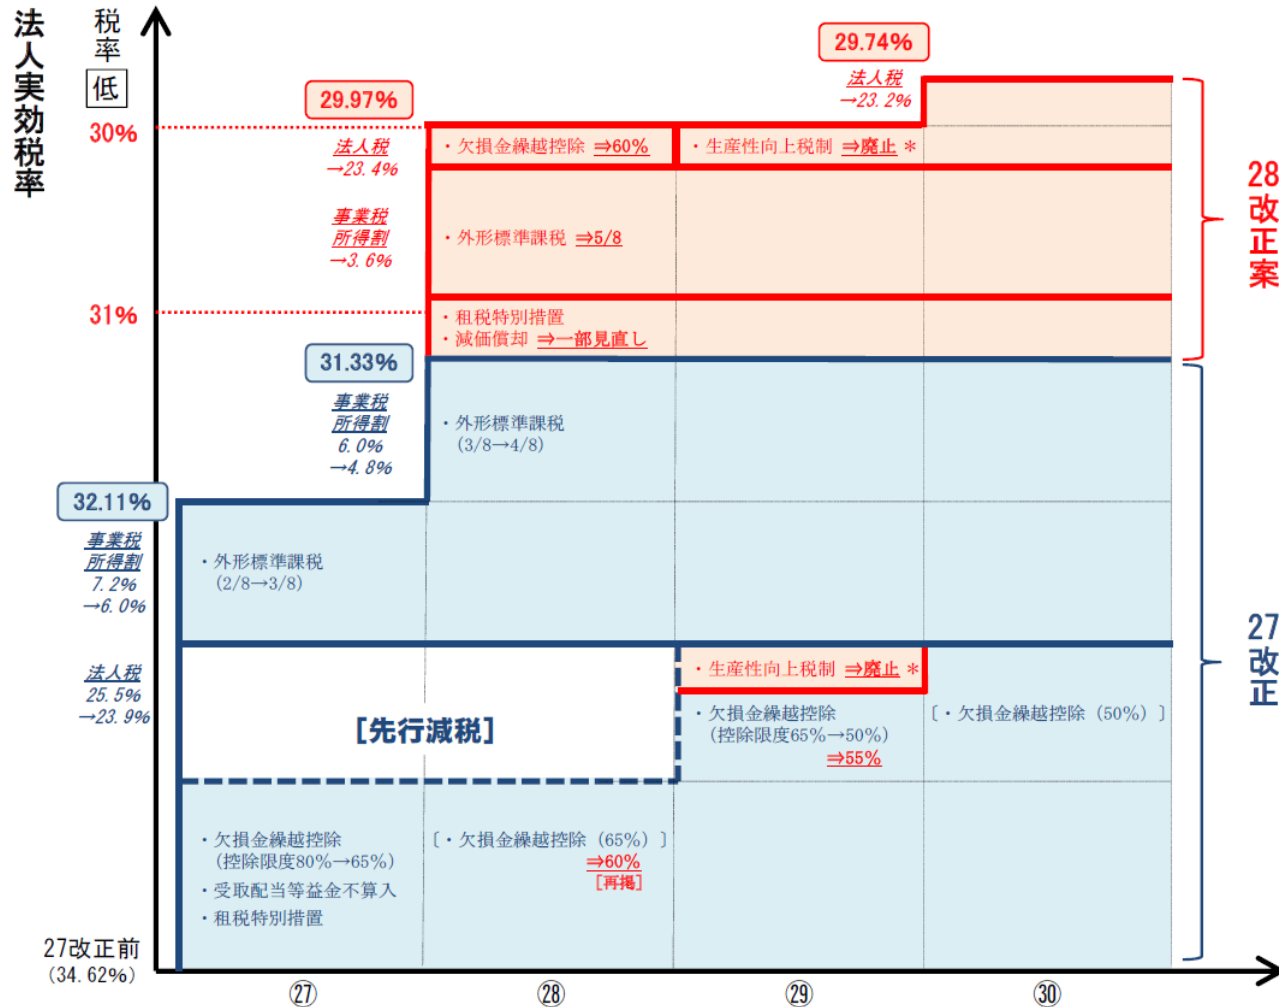 法人実効税率
税率
低
29.74%
法人税
→23.2%
29.97%
30%
法人税
→23.4%
・欠損金繰越控除 ⇒60%
・生産性向上税制 ⇒廃止 *
事業税
所得割
→3.6%
・外形標準課税 ⇒5/8
28改正案
31%
・租税特別措置
・減価償却 ⇒一部見直し
31.33%
事業税
所得割
6.0%
→4.8%
・外形標準課税
(3/8→4/8)
32.11%
事業税
所得割
7.2%
→6.0%
・外形標準課税
(2/8→3/8)
27改正
法人税
25.5%
→23.9%
[先行減税]
・生産性向上税制 ⇒廃止 *
・欠損金繰越控除
(控除限度65%→50%)
⇒55%
〔・欠損金繰越控除(50%)〕
・欠損金繰越控除
(控除限度80%→65%)
・受取配当等益金不算入
・租税特別措置
〔・欠損金繰越控除(65%)〕
⇒60%
[再掲]
27改正前
(34.62%)
㉗
㉘
㉙
㉚